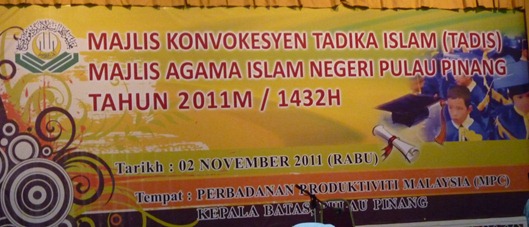 MAJLIS KONVOKESYEN TADIKA ISLAM (TADIS)
MAJLIS AGAMA ISLAM NEGERI PULAU PINANG
TAHUN 2011M / 1432H
Tarikh : 02 NOVEMBER 2011 (RABU)
Tempat : PERBADANAN PRODUKTIVITI MALAYSIA (MPC)
KEPALA BATAS, PULAU PINANG